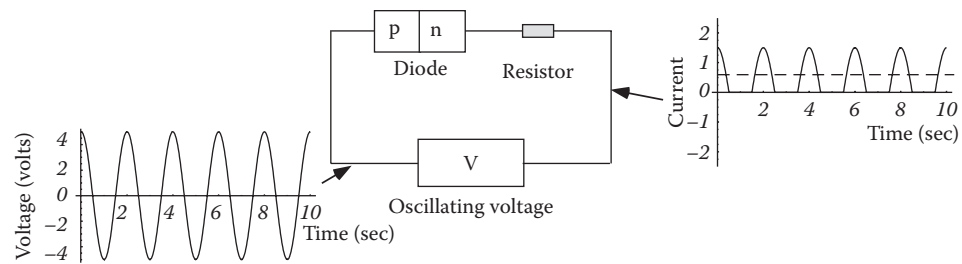 p n
Diode
Resistor
V
Oscillating voltage
Voltage (volts)
4
2
0
−2
−4
2 4 6 8 10
Time (sec)
Current
2
1
0
−1
−2
2 4 6 8 10
Time (sec)